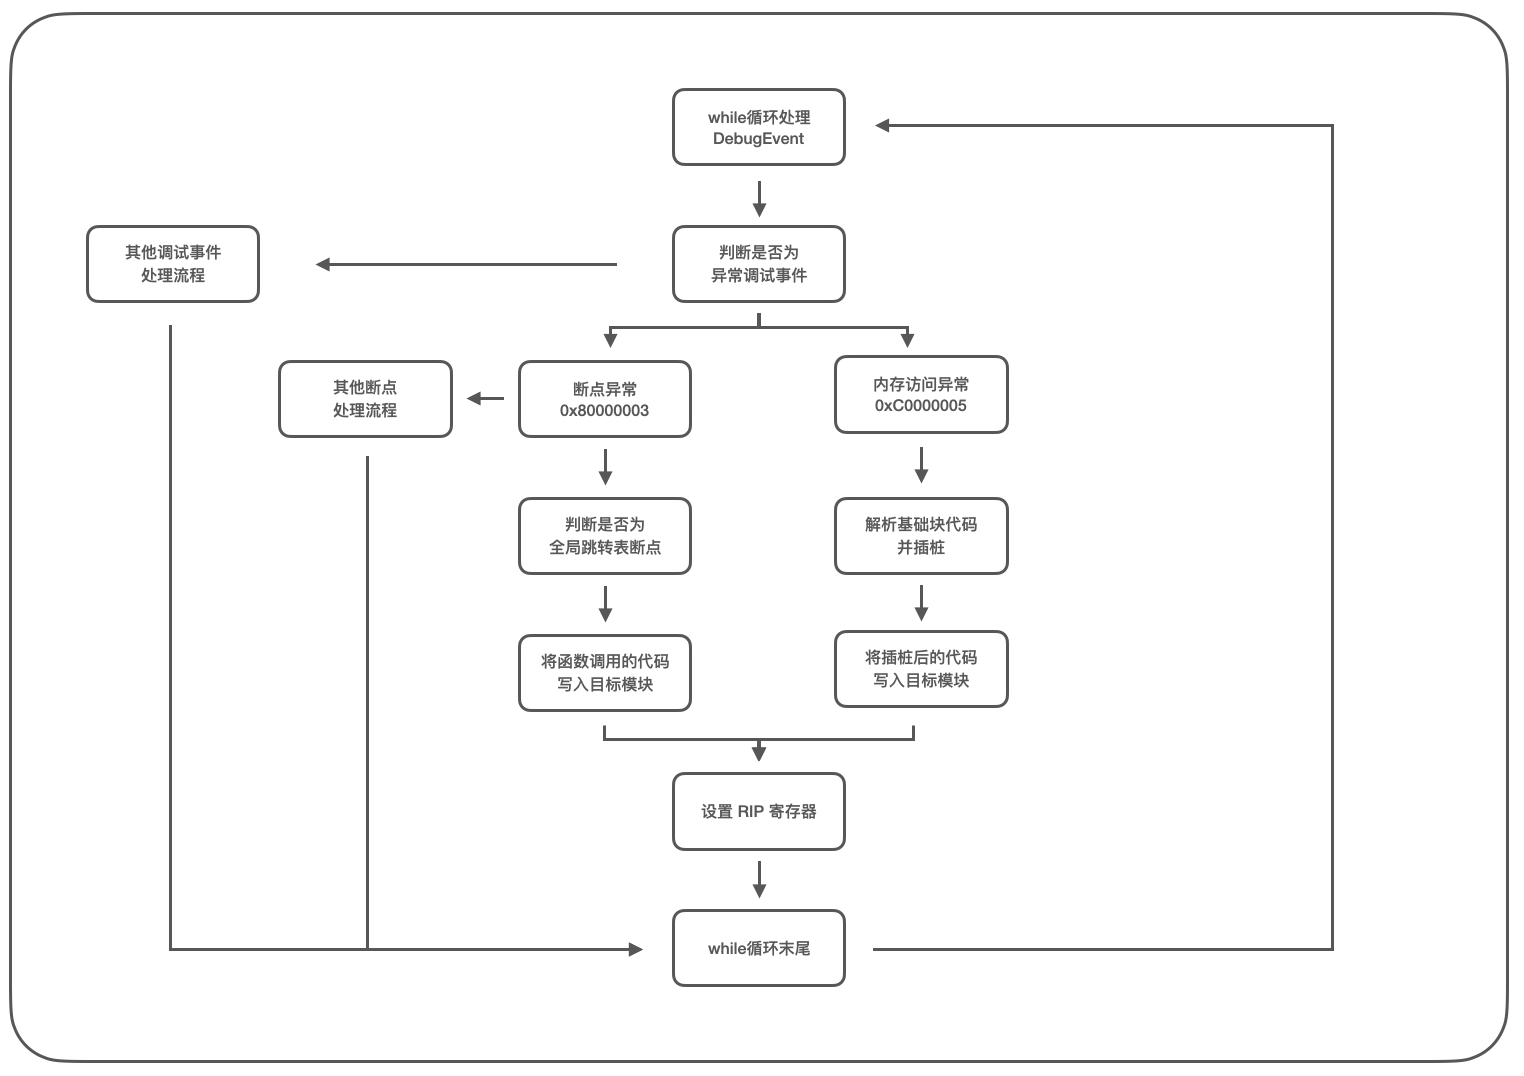 while循环处理
DebugEvent
其他调试事件
处理流程
判断是否为
异常调试事件
其他断点
处理流程
断点异常
0x80000003
内存访问异常
0xC0000005
判断是否为
全局跳转表断点
解析基础块代码
并插桩
将函数调用的代码
写入目标模块
将插桩后的代码
写入目标模块
设置 RIP 寄存器
while循环末尾